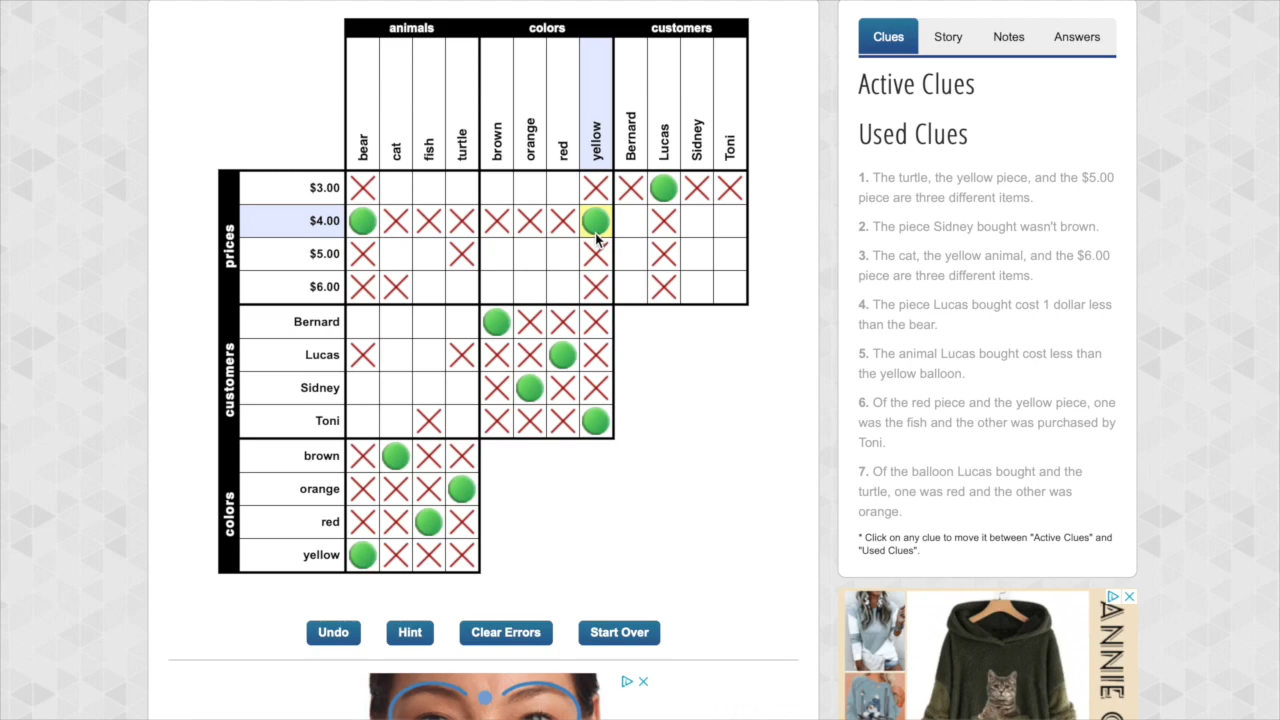 animals colors customers
bear cat fish turtle brown orange red yellow Bernard Lucas Sidney Toni
prices
$3.00
$4.00
$5.00
$6.00
customers
Bernard
Lucas
Sidney
Toni
colors
brown
orange
red
yellow
Undo Hint Clear Errors Start Over
Clues Story Notes Answers
Active Clues
Used Clues
1. The turtle, the yellow piece, and the $5.00
piece are three different items.
2. The piece Sidney bought wasn't brown.
3. The cat, the yellow animal, and the $6.00
piece are three different items.
4. The piece Lucas bought cost 1 dollar less
than the bear.
5. The animal Lucas bought cost less than
the yellow balloon.
6. Of the red piece and the yellow piece, one
was the fish and the other was purchased by
Toni.
7. Of the balloon Lucas bought and the
turtle, one was red and the other was
orange.
* Click on any clue to move it between "Active Clues" and
"Used Clues".
ANNIE